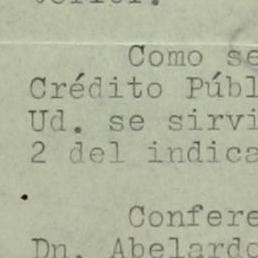 Como se
Crédito Públ
Ud. se sirvi
2 del indica
Confere
Dn. Abelardo